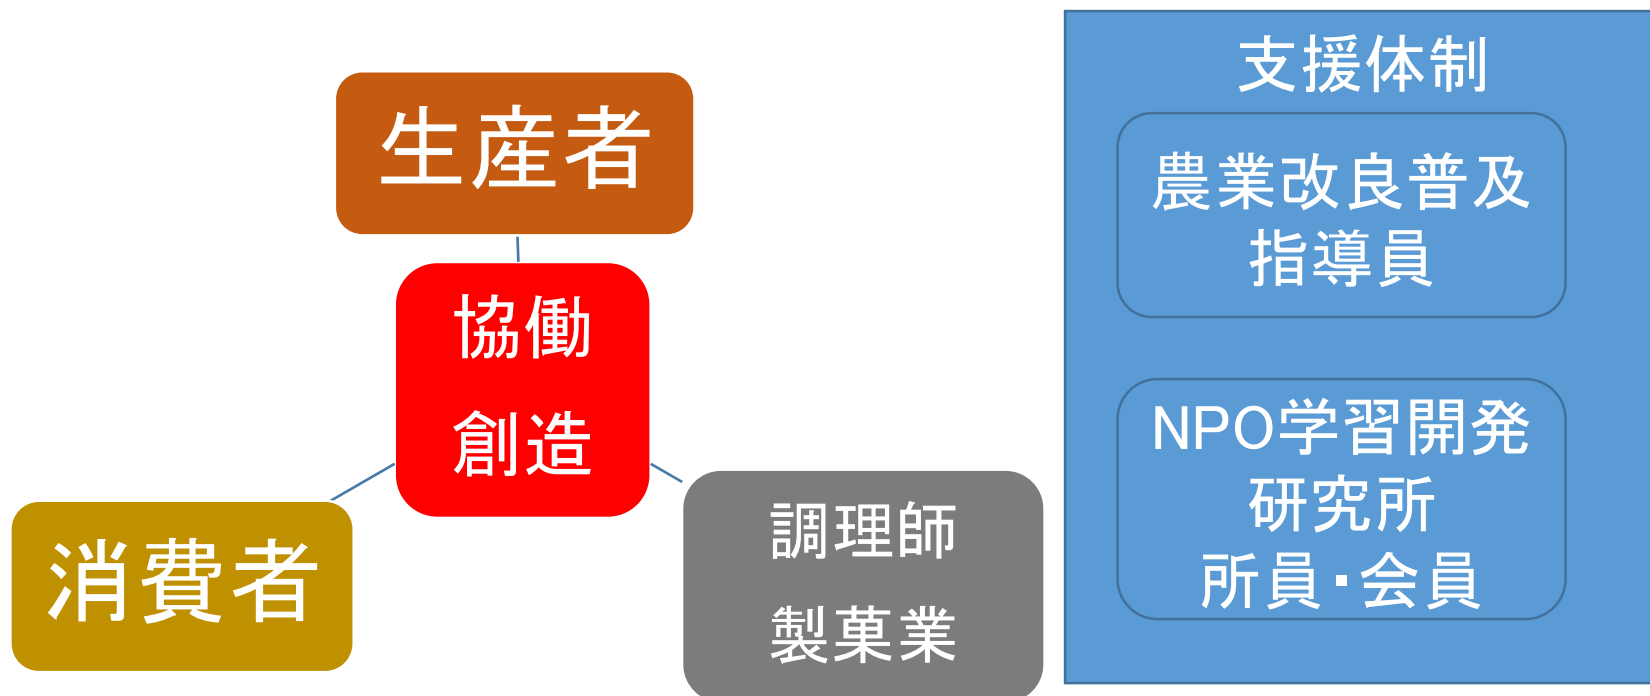 生産者
協働
創造
消費者
調理師
製菓業
支援体制
農業改良普及
指導員
NPO学習開発
研究所
所員・会員